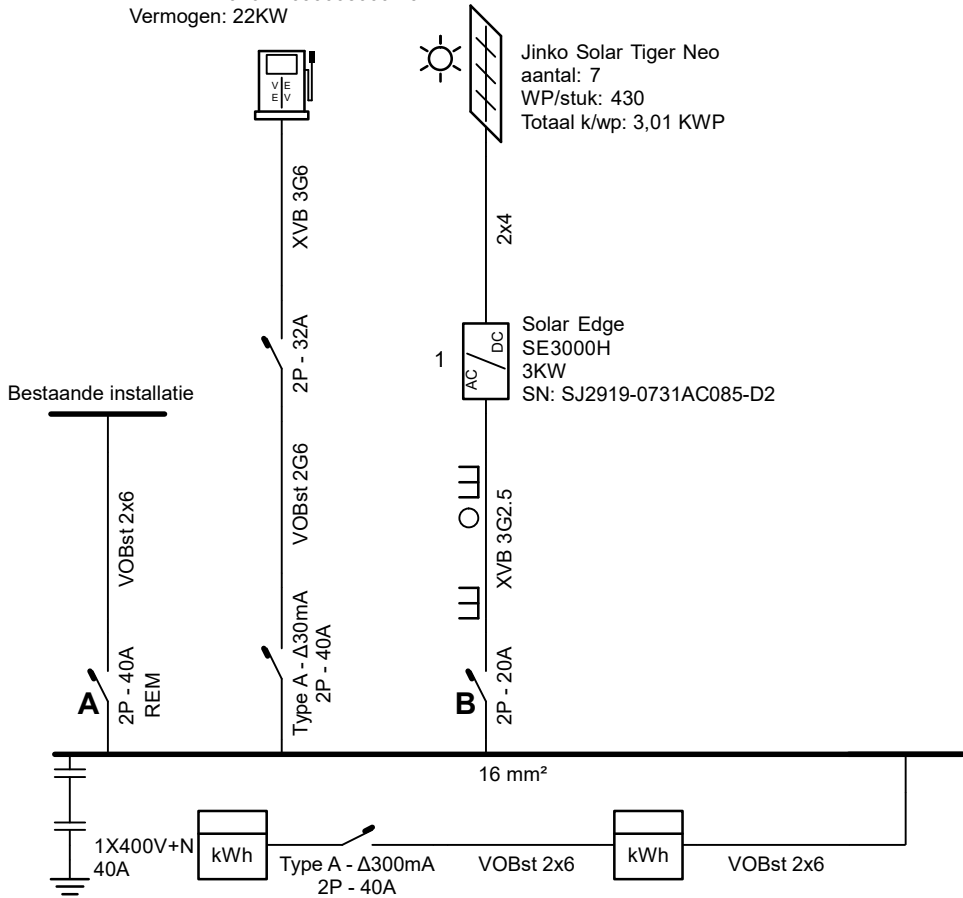 Vermogen: 22KW
Jinko Solar Tiger Neo
aantal: 7
WP/stuk: 430
Totaal k/wp: 3,01 KWP
V E
E V
XVB 3G6
2x4
2P - 32A
Solar Edge
SE3000H
3KW
SN: SJ2919-0731AC085-D2
1
AC
DC
Bestaande installatie
VOBst 2x6
VOBst 2G6
XVB 3G2.5
A
2P - 40A
REM
Type A - Δ30mA
2P - 40A
B
2P - 20A
16 mm²
1X400V+N
40A
kWh
Type A - Δ300mA
2P - 40A
VOBst 2x6
kWh
VOBst 2x6